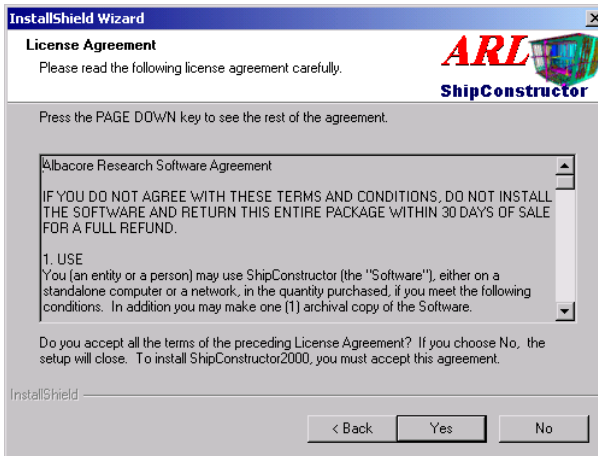 InstallShield Wizard
License Agreement
Please read the following license agreement carefully.
ARL
ShipConstructor
Press the PAGE DOWN key to see the rest of the agreement.
Albacore Research Software Agreement
IF YOU DO NOT AGREE WITH THESE TERMS AND CONDITIONS, DO NOT INSTALL
THE SOFTWARE AND RETURN THIS ENTIRE PACKAGE WITHIN 30 DAYS OF SALE
FOR A FULL REFUND.
1. USE
You (an entity or a person) may use ShipConstructor (the "Software"), either on a
standalone computer or a network, in the quantity purchased, if you meet the following
conditions.  In addition you may make one (1) archival copy of the Software.
Do you accept all the terms of the preceding License Agreement?  If you choose No,  the
setup will close.  To install ShipConstructor2000, you must accept this agreement.
InstallShield
< Back
Yes
No